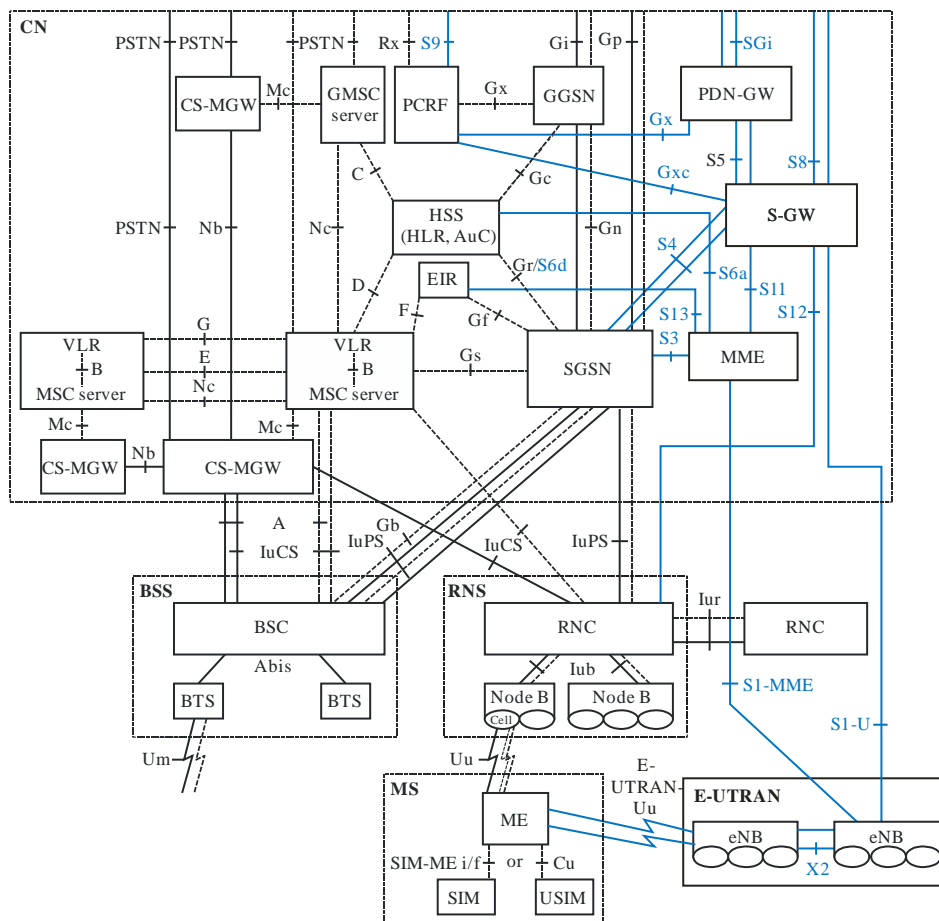 CN
PSTN
PSTN
PSTN
Rx
S9
Gi
Gp
SGi
CS-MGW
Mc
GMSC
server
PCRF
Gx
GGSN
PDN-GW
Gx
C
Gc
S5
S8
Gxc
PSTN
Nb
Nc
HSS
(HLR, AuC)
Gn
S-GW
S4
D
EIR
Gr/S6d
S6a
S11
F
Gf
S13
S12
G
VLR
E
B
Nc
MSC server
VLR
B
MSC server
Gs
SGSN
S3
MME
Mc
Mc
CS-MGW
Nb
CS-MGW
A
IuCS
Gb
IuPS
IuCS
IuPS
BSS
RNS
BSC
RNC
Iur
RNC
Abis
Iub
BTS
BTS
Node B
Cell
Node B
S1-MME
S1-U
Um
Uu
E-
UTRAN-
Uu
MS
E-UTRAN
ME
eNB
eNB
X2
SIM-ME i/f
or
Cu
SIM
USIM